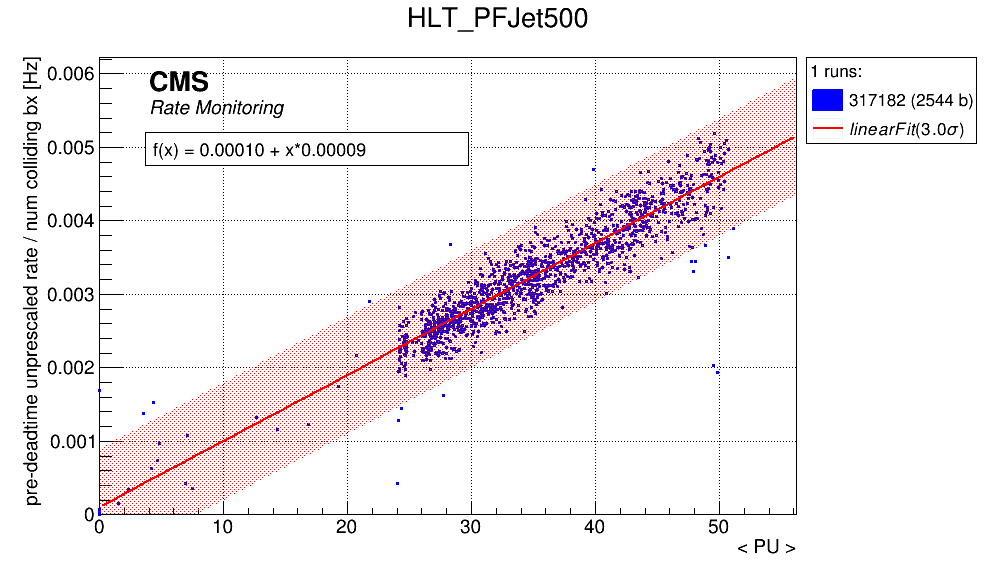 HLT_PFJet500
pre-deadtime unprescaled rate / num colliding bx [Hz]
0.006
0.005
0.004
0.003
0.002
0.001
0
CMS
Rate Monitoring
f(x) = 0.00010 + x*0.00009
0 10 20 30 40 50
< PU >
1 runs:
317182 (2544 b)
linearFit(3.0σ)